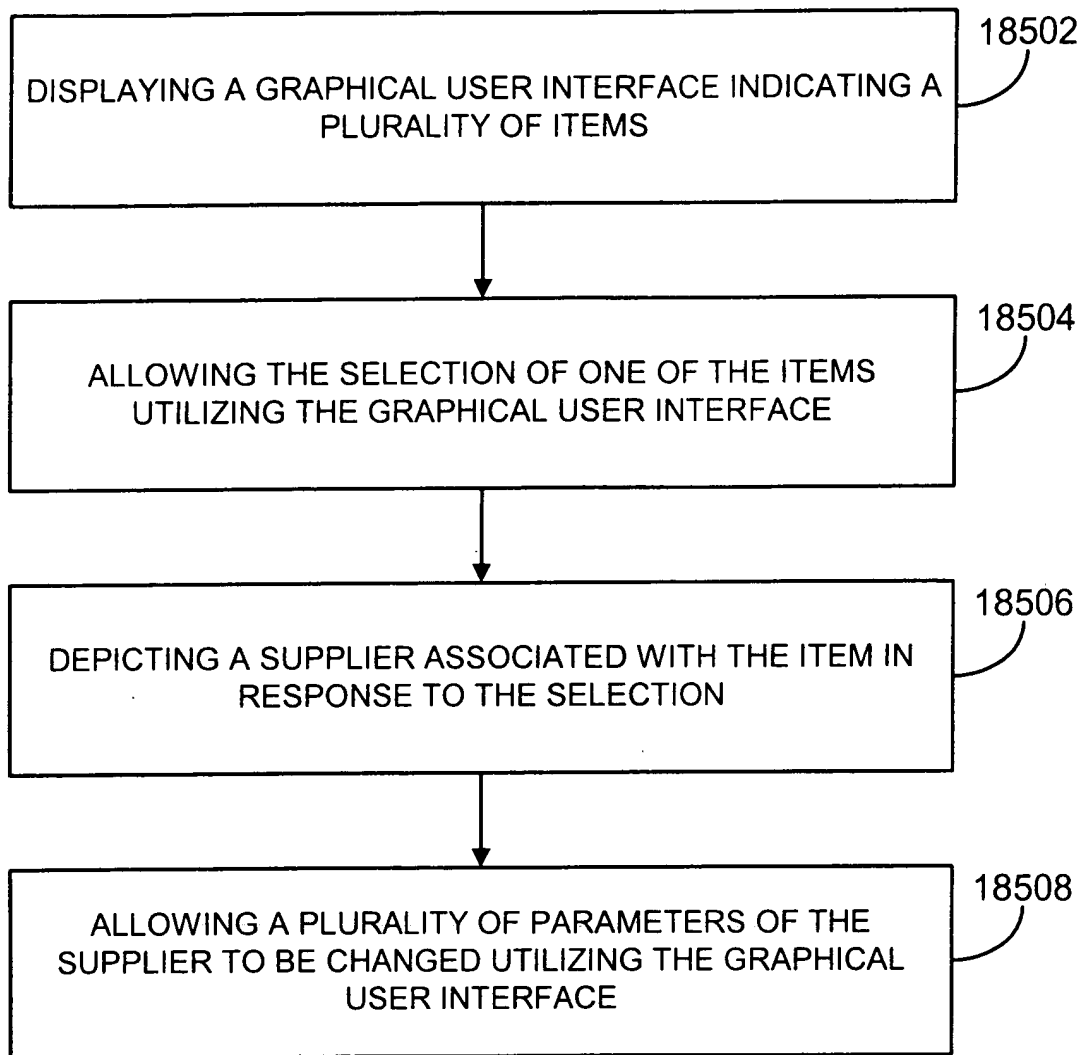 18502
DISPLAYING A GRAPHICAL USER INTERFACE INDICATING A
PLURALITY OF ITEMS
18504
ALLOWING THE SELECTION OF ONE OF THE ITEMS
UTILIZING THE GRAPHICAL USER INTERFACE
18506
DEPICTING A SUPPLIER ASSOCIATED WITH THE ITEM IN
RESPONSE TO THE SELECTION
18508
ALLOWING A PLURALITY OF PARAMETERS OF THE
SUPPLIER TO BE CHANGED UTILIZING THE GRAPHICAL
USER INTERFACE